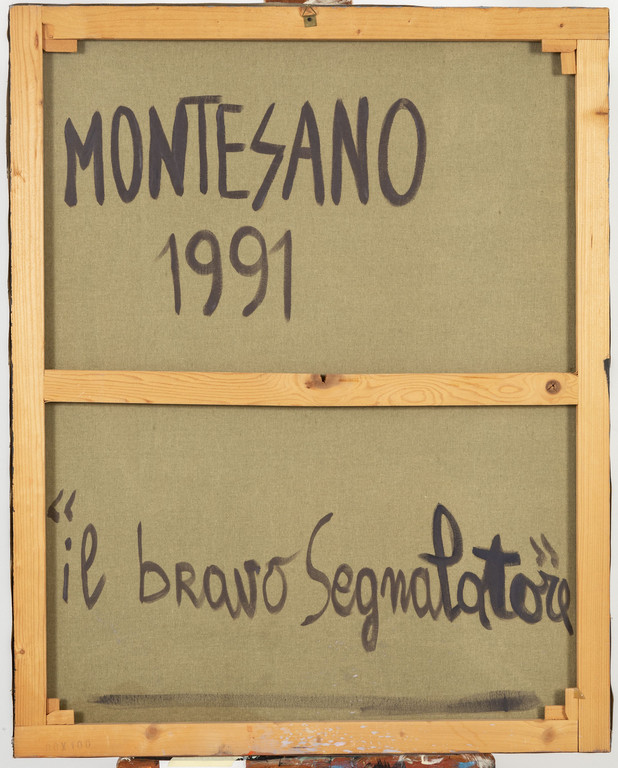 MONTESANO
1991
“il bravo Segnalatore”